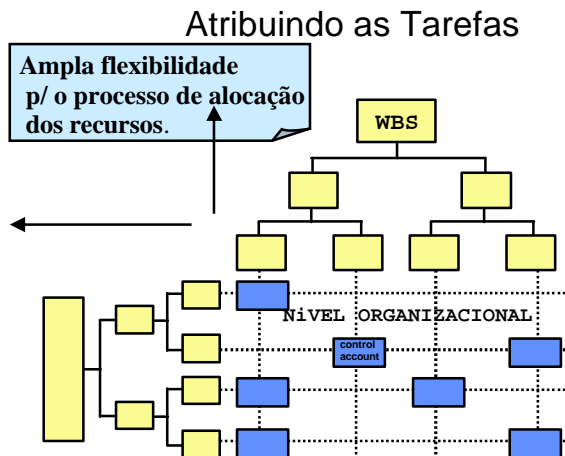 Atribuindo as Tarefas
Ampla flexibilidade
p/ o processo de alocação
dos recursos.
WBS
NíVEL ORGANIZACIONAL
control
account